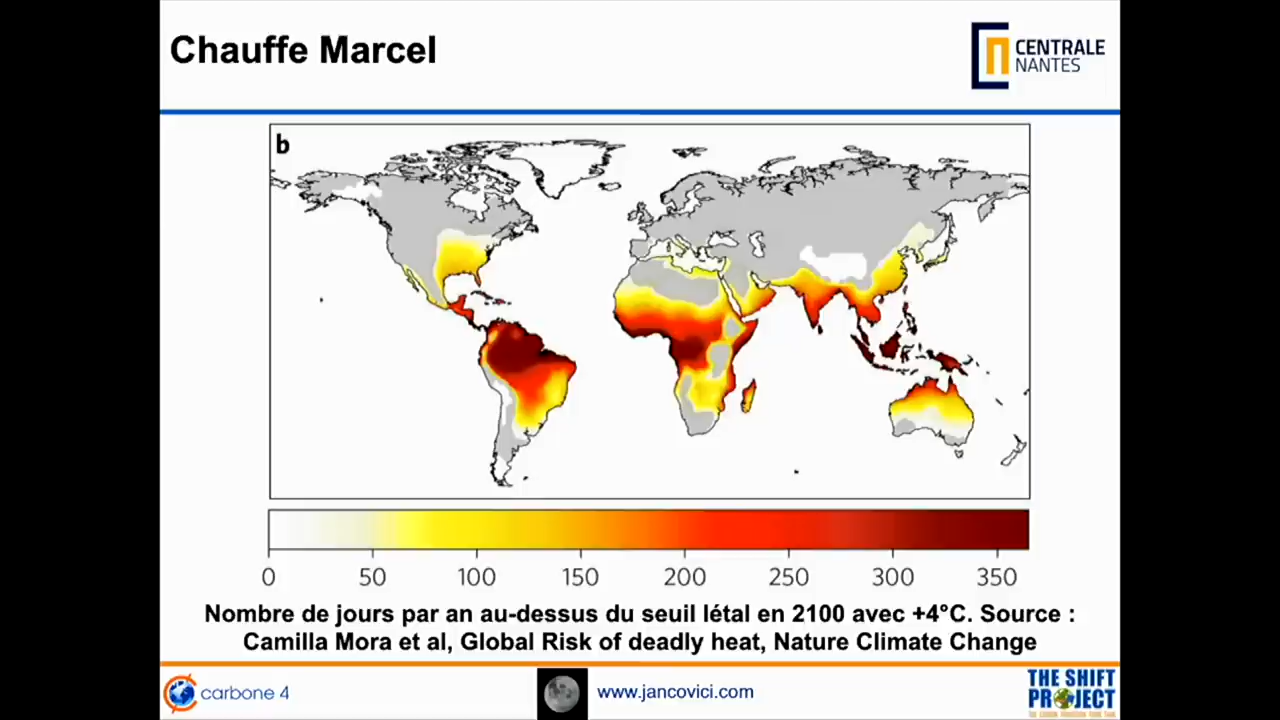 Chauffe Marcel
CENTRALE
NANTES
b
0 50 100 150 200 250 300 350
Nombre de jours par an au-dessus du seuil létal en 2100 avec +4°C. Source :
Camilla Mora et al, Global Risk of deadly heat, Nature Climate Change
carbone 4
www.jancovici.com
THE SHIFT
PROJECT